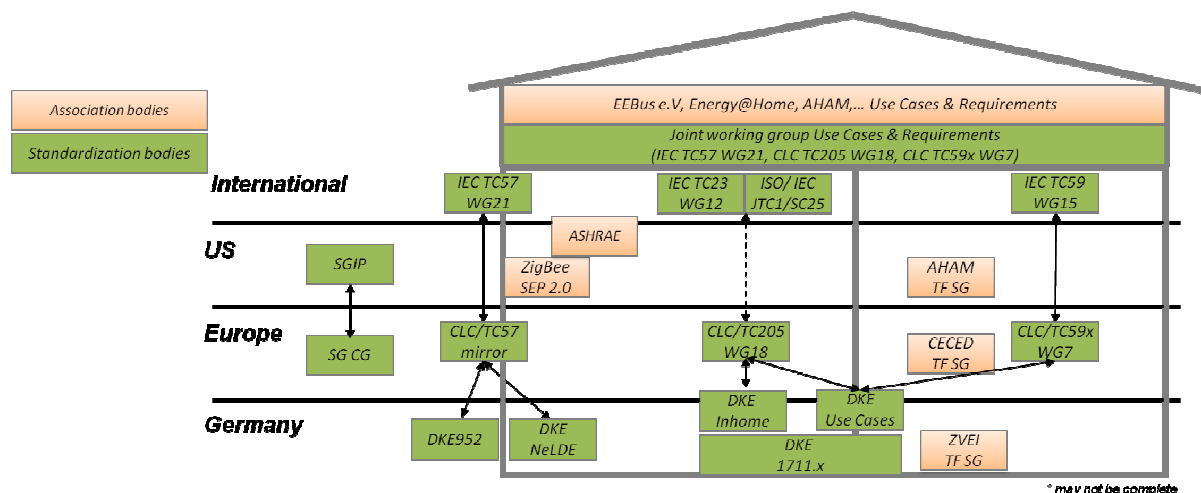 Association bodies
Standardization bodies
EEBus e.V, Energy@Home, AHAM,... Use Cases & Requirements
Joint working group Use Cases & Requirements
(IEC TC57 WG21, CLC TC205 WG18, CLC TC59x WG7)
International
IEC TC57
WG21
IEC TC23
WG12
ISO/ IEC
JTC1/SC25
IEC TC59
WG15
US
SGIP
ASHRAE
ZigBee
SEP 2.0
AHAM
TF SG
Europe
SG CG
CLC/TC57
mirror
CLC/TC205
WG18
CECED
TF SG
CLC/TC59x
WG7
Germany
DKE952
DKE
NeLDE
DKE
Inhome
DKE
Use Cases
DKE
1711.x
ZVEI
TF SG
* may not be complete